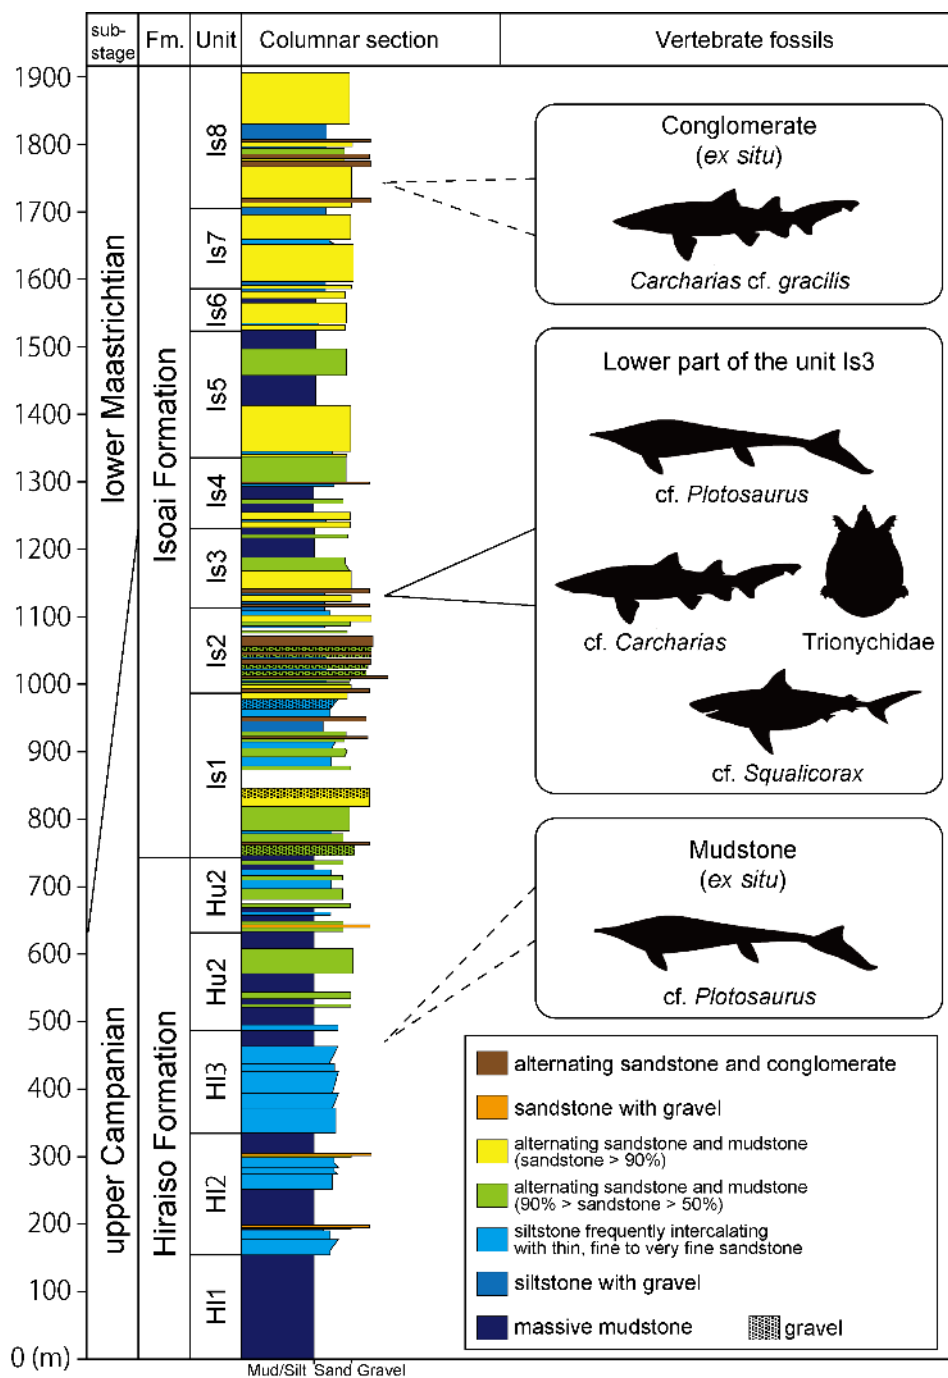 sub-
stage
Fm.
Unit
Columnar section
Vertebrate fossils
1900
1800
1700
1600
1500
1400
1300
1200
1100
1000
900
800
700
600
500
400
300
200
100
0 (m)
lower Maastrichtian
upper Campanian
Isoai Formation
Hiraiso Formation
Is8
Is7
Is6
Is5
Is4
Is3
Is2
Is1
Hu2
Hu2
Hl3
Hl2
Hl1
Mud/Silt Sand Gravel
Conglomerate
(ex situ)
Carcharias cf. gracilis
Lower part of the unit Is3
cf. Plotosaurus
cf. Carcharias
Trionychidae
cf. Squalicorax
Mudstone
(ex situ)
cf. Plotosaurus
alternating sandstone and conglomerate
sandstone with gravel
alternating sandstone and mudstone
(sandstone > 90%)
alternating sandstone and mudstone
(90% > sandstone > 50%)
siltstone frequently intercalating
with thin, fine to very fine sandstone
siltstone with gravel
massive mudstone
gravel